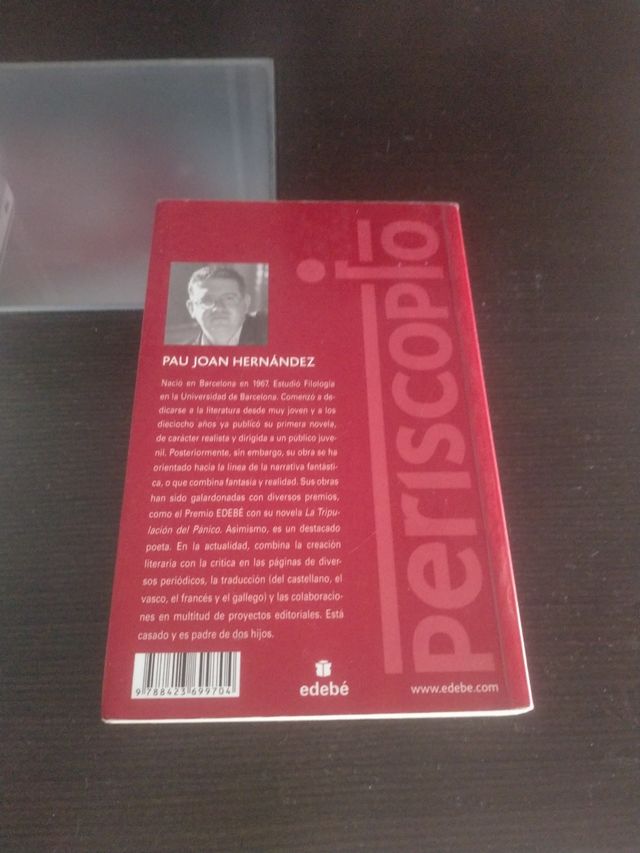 periscopio
PAU JOAN HERNÁNDEZ
Nació en Barcelona en 1967. Estudió Filología
en la Universidad de Barcelona. Comenzó a de-
dicarse a la literatura desde muy joven y a los
dieciocho años ya publicó su primera novela,
de carácter realista y dirigida a un público juve-
nil. Posteriormente, sin embargo, su obra se ha
orientado hacia la línea de la narrativa fantásti-
ca, o que combina fantasía y realidad. Sus obras
han sido galardonadas con diversos premios,
como el Premio EDEBÉ con su novela La Tripu-
lación del Pánico. Asimismo, es un destacado
poeta. En la actualidad, combina la creación
literaria con la crítica en las páginas de diver-
sos periódicos, la traducción (del castellano, el
vasco, el francés y el gallego) y las colaboracio-
nes en multitud de proyectos editoriales. Está
casado y es padre de dos hijos.
9 788423 699704
edebé
www.edebe.com